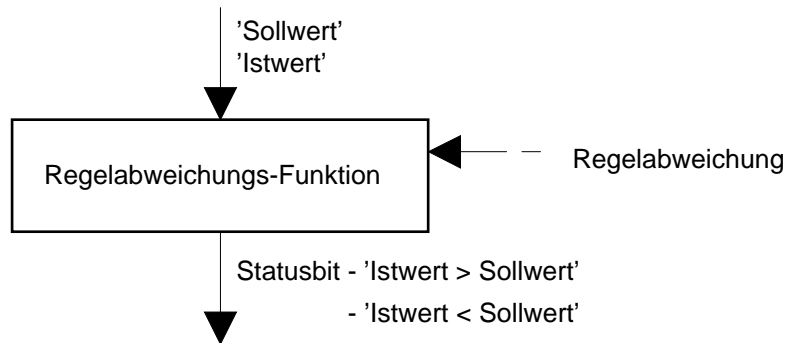 ’Sollwert’
’Istwert’
Regelabweichungs-Funktion
Regelabweichung
Statusbit - ’Istwert > Sollwert’
- ’Istwert < Sollwert’